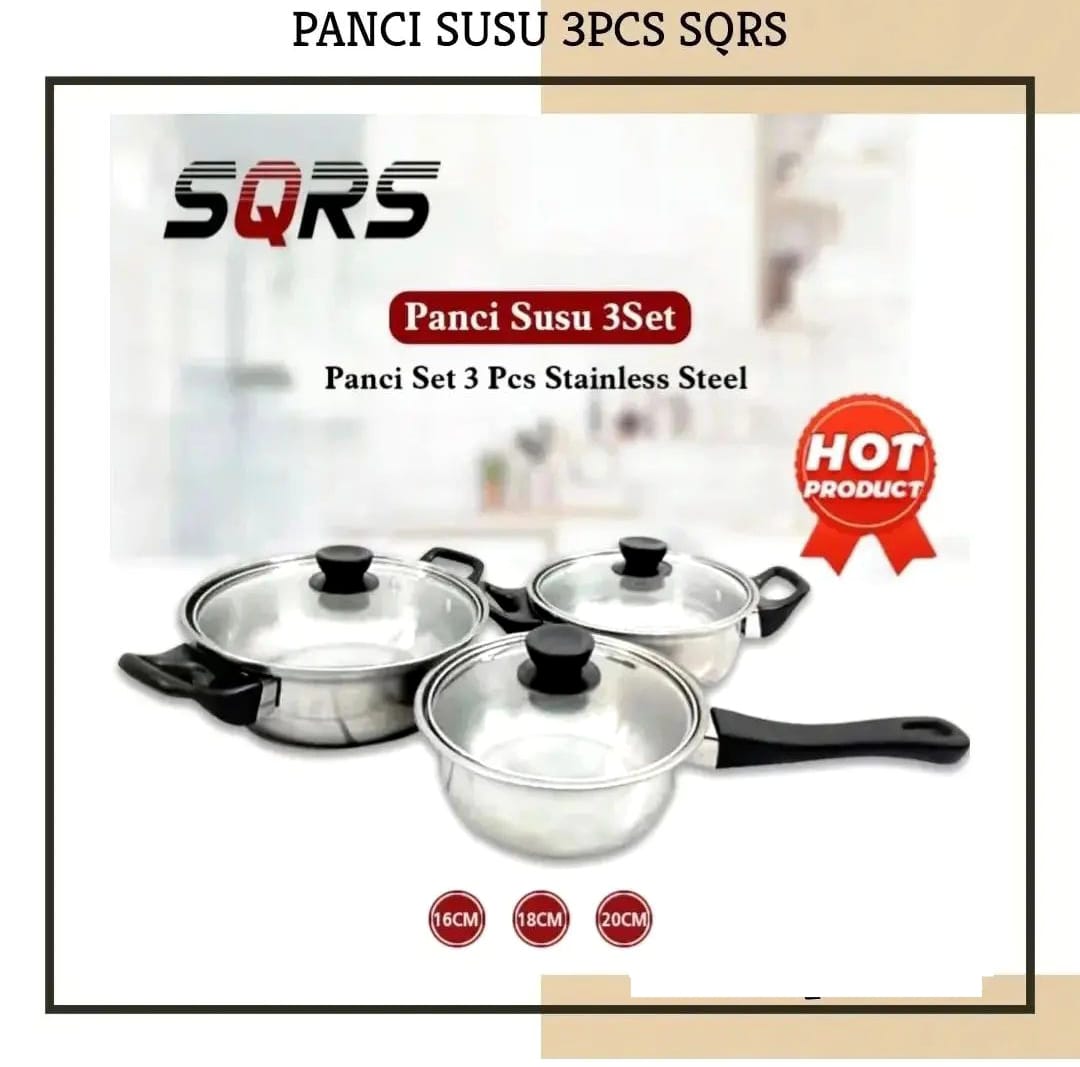 PANCI SUSU 3PCS SQRS
SQRS
Panci Susu 3Set
Panci Set 3 Pcs Stainless Steel
HOT
PRODUCT
16CM 18CM 20CM